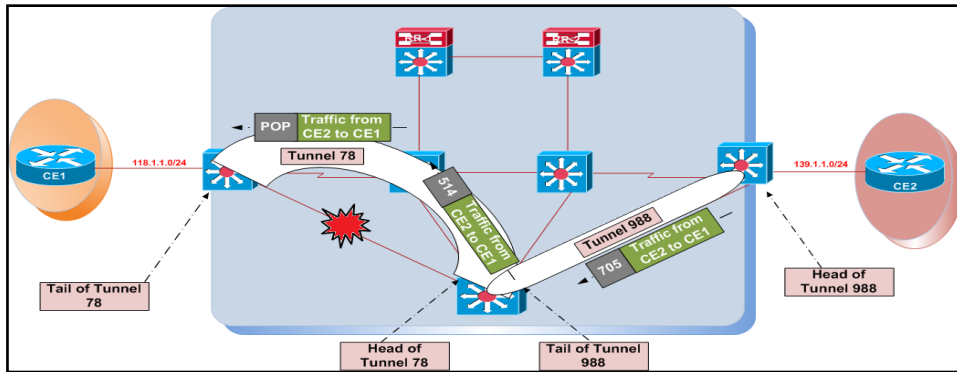 RR-1
RR-2
POP
Traffic from
CE2 to CE1
Tunnel 78
CE1
118.1.1.0/24
514
Traffic from
CE2 to CE1
139.1.1.0/24
CE2
Tunnel 988
705
Traffic from
CE2 to CE1
Tail of Tunnel
78
Head of
Tunnel 988
Head of
Tunnel 78
Tail of Tunnel
988